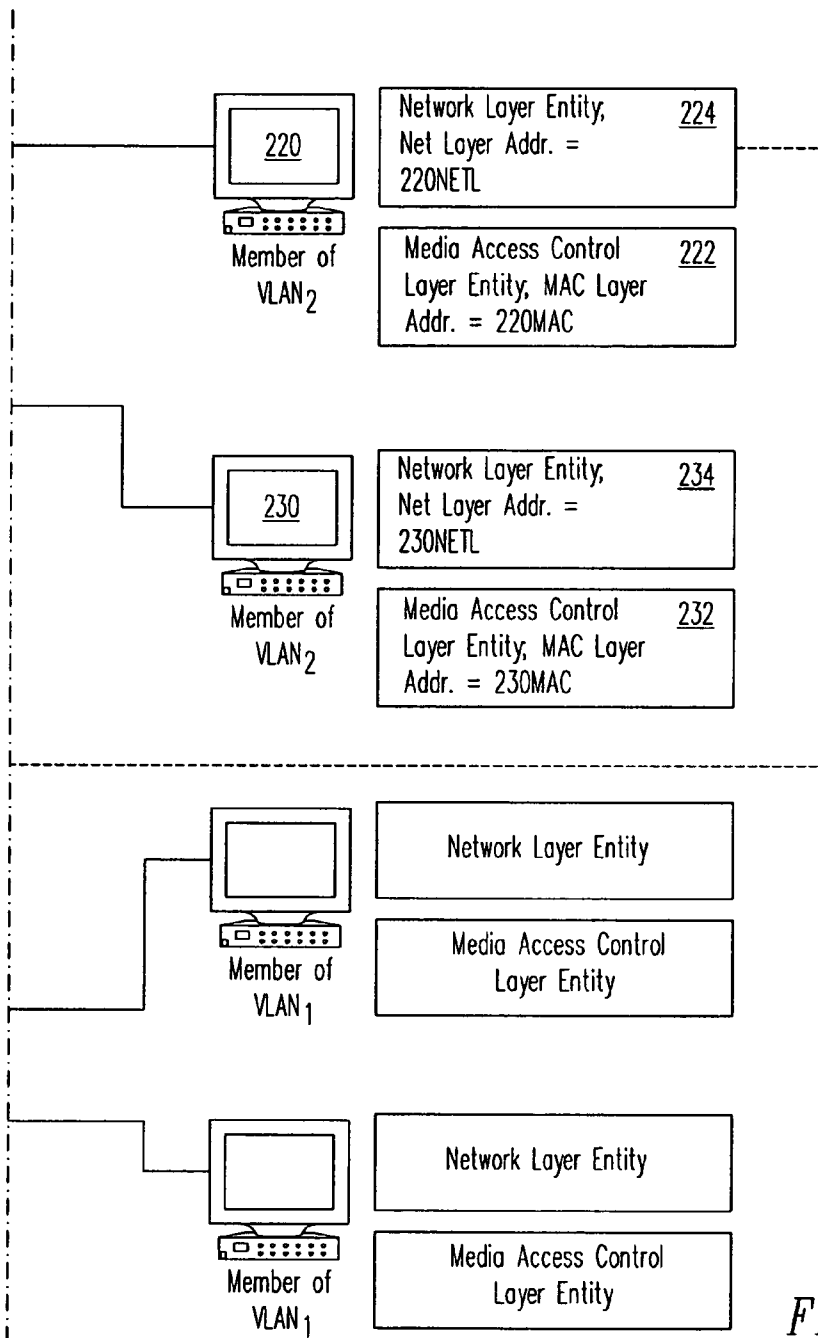 220
Network Layer Entity, 224
Net Layer Addr. =
220NETL
Member of
VLAN2
Media Access Control 222
Layer Entity, MAC Layer
Addr. = 220MAC
230
Network Layer Entity, 234
Net Layer Addr. =
230NETL
Member of
VLAN2
Media Access Control 232
Layer Entity, MAC Layer
Addr. = 230MAC
Network Layer Entity
Member of
VLAN1
Media Access Control
Layer Entity
Network Layer Entity
Member of
VLAN1
Media Access Control
Layer Entity